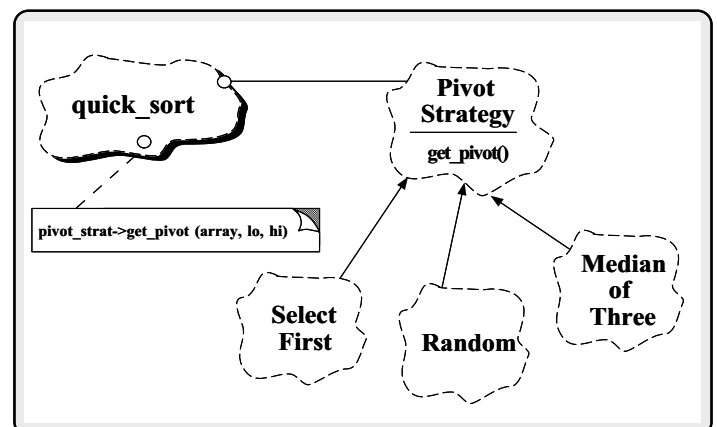 quick_sort
Pivot
Strategy
get_pivot()
pivot_strat->get_pivot (array, lo, hi)
Select
First
Random
Median
of
Three